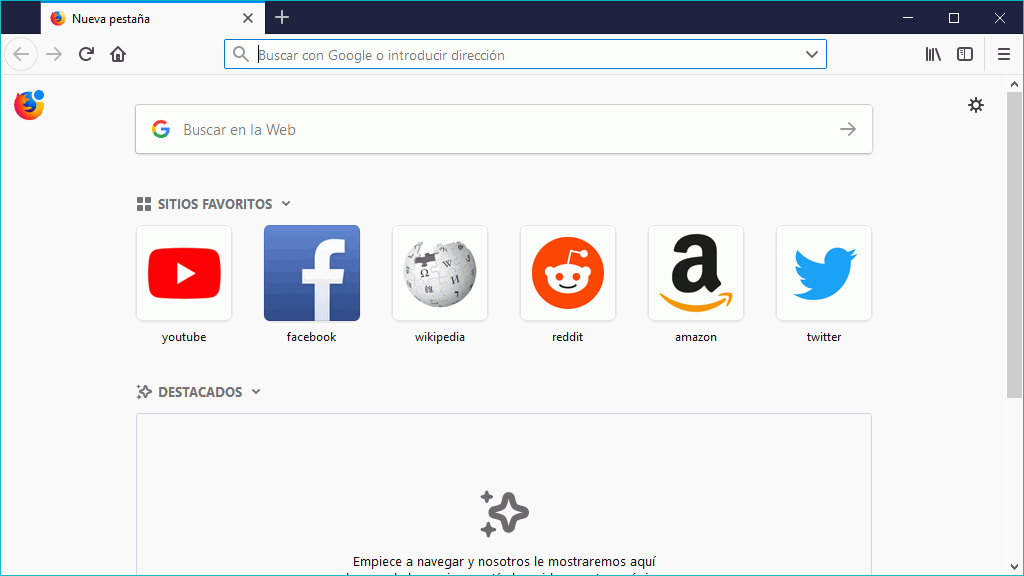 Nueva pestaña
Buscar con Google o introducir dirección
Buscar en la Web
SITIOS FAVORITOS
youtube
facebook
wikipedia
reddit
amazon
twitter
DESTACADOS
Empiece a navegar y nosotros le mostraremos aquí